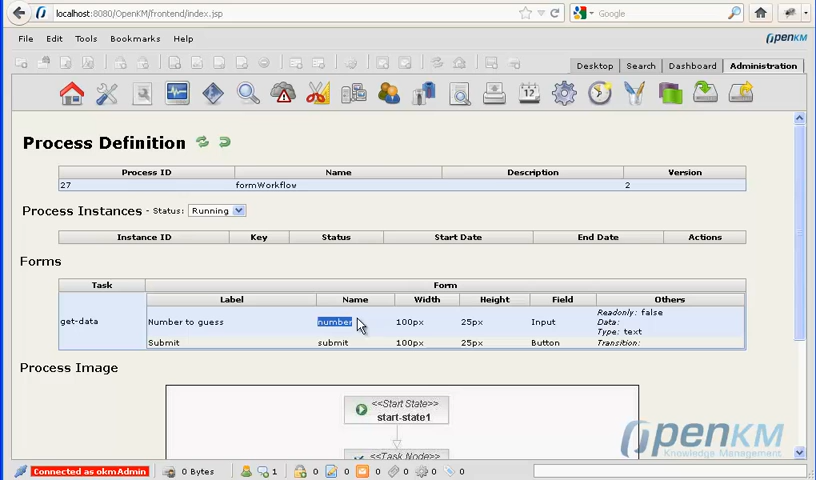 localhost:8080/OpenKM/frontend/index.jsp
Google
File Edit Tools Bookmarks Help
OPENKM
Desktop Search Dashboard Administration
12
Process Definition
Process ID Name Description Version
27 formWorkflow 2
Process Instances - Status: Running
Instance ID Key Status Start Date End Date Actions
Forms
Task Form
Label Name Width Height Field Others
get-data Number to guess number 100px 25px Input Readonly: false
Data:
Type: text
Submit submit 100px 25px Button Transition:
Process Image
<<Start State>>
start-state1
<<Task Node>>
OPENKM
Knowledge Management.
Connected as okmAdmin 0 Bytes 1 0 0 0 0 0 0